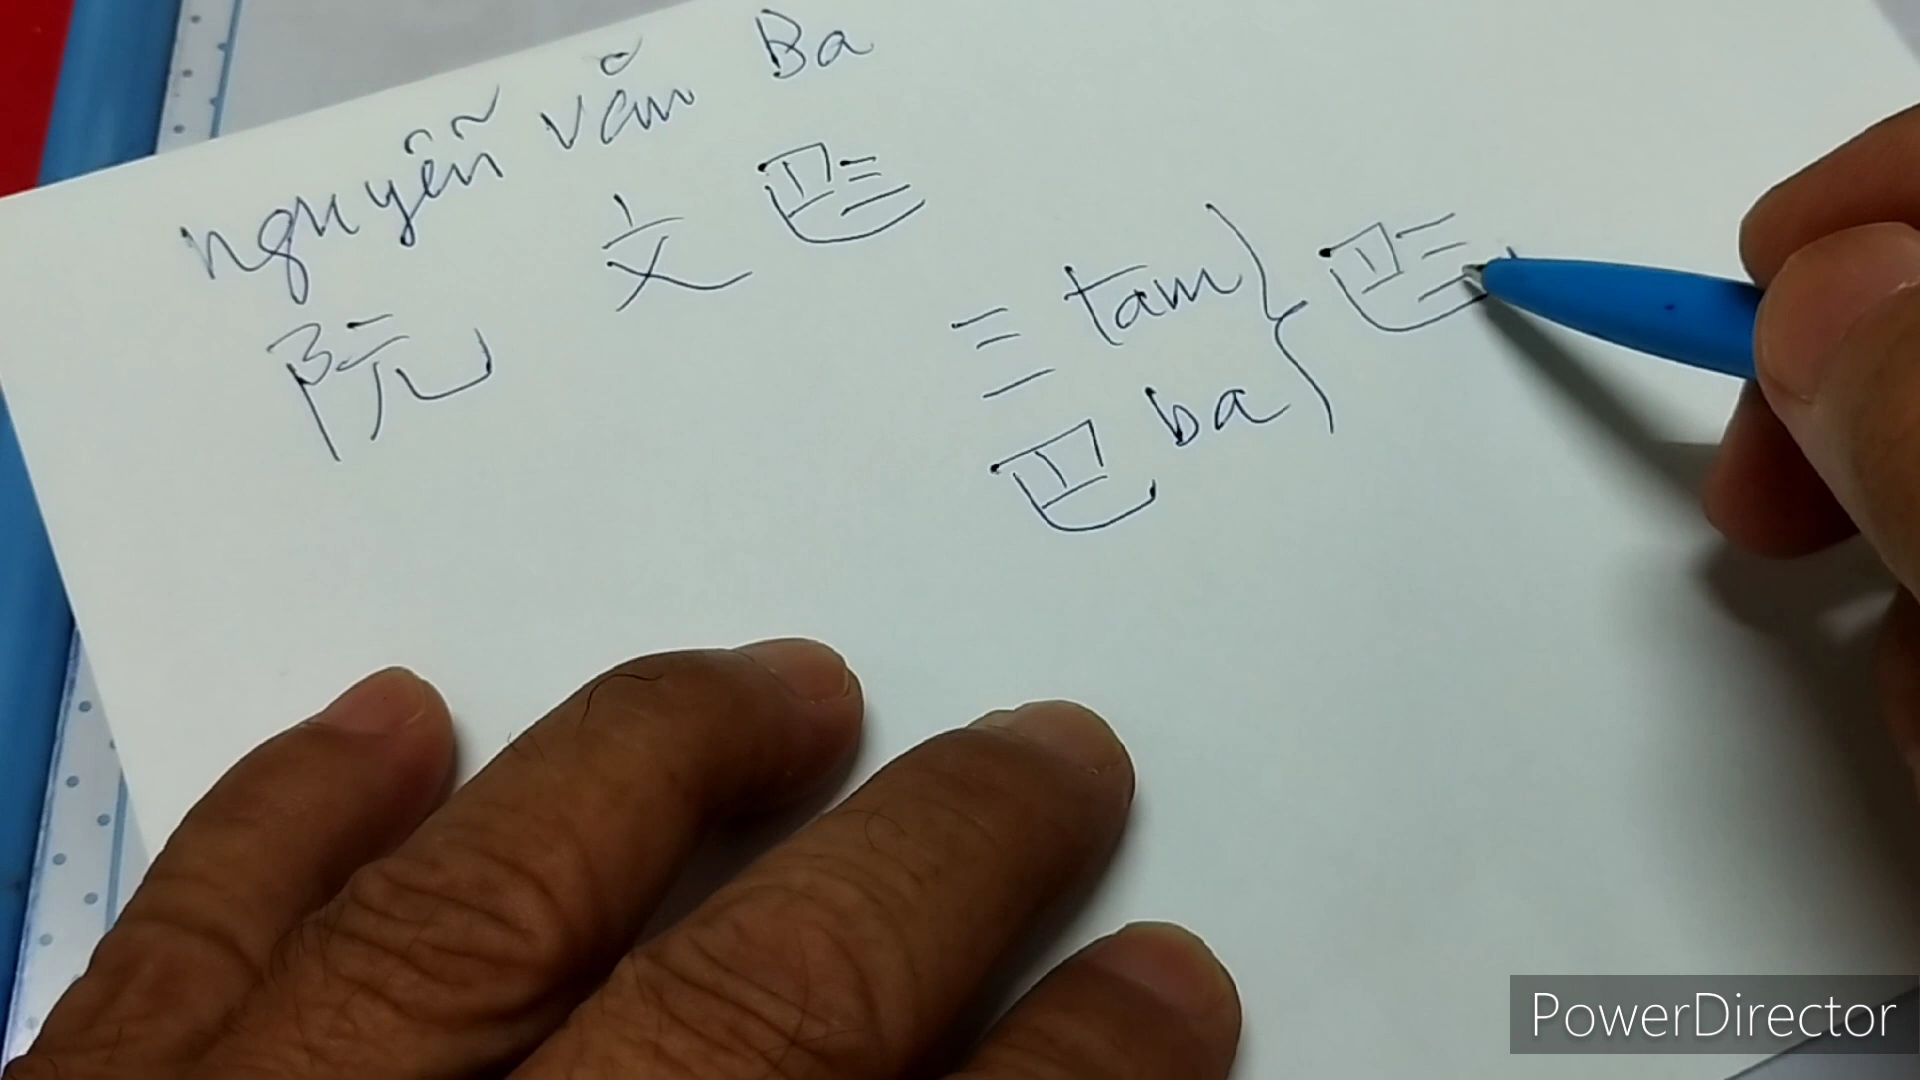 Nguyễn Văn Ba
阮 文 𠀧
三 tam
巴 ba
𠀧
PowerDirector